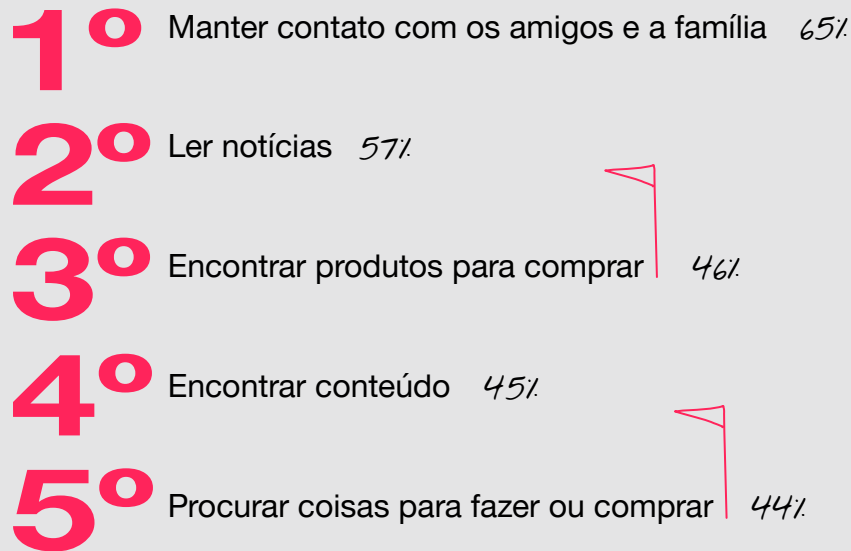 1º Manter contato com os amigos e a família 65%
2º Ler notícias 57%
3º Encontrar produtos para comprar 46%
4º Encontrar conteúdo 45%
5º Procurar coisas para fazer ou comprar 44%